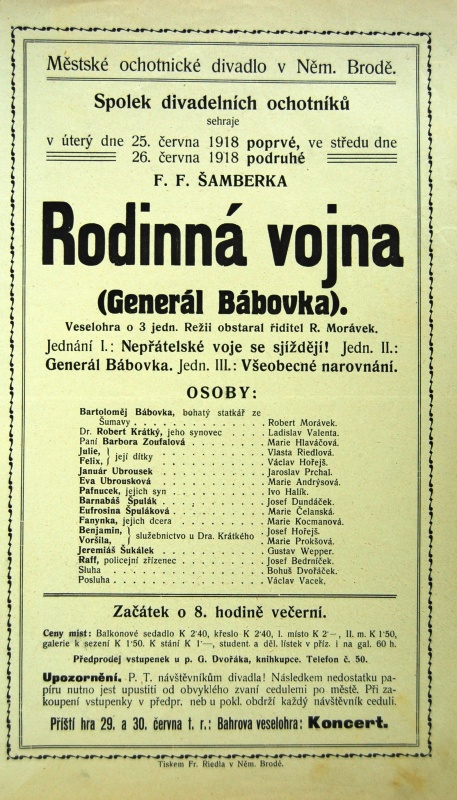 Městské ochotnické divadlo v Něm. Brodě.
Spolek divadelních ochotníků
sehraje
v úterý dne 25. června 1918 poprvé, ve středu dne
26. června 1918 podruhé
F. F. ŠAMBERKA
Rodinná vojna
(Generál Bábovka).
Veselohra o 3 jedn. Režii obstaral řiditel R. Morávek.
Jednání I.: Nepřátelské voje se sjíždějí! Jedn. II.:
Generál Bábovka. Jedn. III.: Všeobecné narovnání.
OSOBY:
Bartoloměj Bábovka, bohatý statkář ze
Šumavy . . . . . . . . . . . . Robert Morávek.
Dr. Robert Krátký, jeho synovec . . . . Ladislav Valenta.
Paní Barbora Zoufalová . . . . . . . Marie Hlaváčová.
Julie, } její dítky . . . . . . . . . . Vlasta Riedlová.
Felix, } Václav Hořejš.
Január Ubrousek . . . . . . . . . . Jaroslav Prchal.
Eva Ubrousková . . . . . . . . . . Marie Andrýsová.
Pafnucek, jejich syn . . . . . . . . . Ivo Halík.
Barnabáš Špulák . . . . . . . . . . Josef Dundáček.
Eufrosina Špuláková . . . . . . . . . Marie Čelanská.
Fanynka, jejich dcera . . . . . . . . Marie Kocmanová.
Benjamin, } služebnictvo u Dra. Krátkého . Josef Hořejš.
Voršila, } Marie Prokšova.
Jeremiáš Šukálek . . . . . . . . . . Gustav Wepper.
Raff, policejní zřízenec . . . . . . . . Josef Bedrníček.
Sluha . . . . . . . . . . . . . . Bohuš Dvořáček.
Posluha . . . . . . . . . . . . . . Václav Vacek.
Začátek o 8. hodině večerní.
Ceny míst: Balkonové sedadlo K 2·40, křeslo K 2·40, I. místo K 2·–, II. m. K 1·50,
galerie k sezení K 1·50. K stání K 1·—, student. a děl. lístek v příz. i na gal. 60 h.
Předprodej vstupenek u p. G. Dvořáka, knihkupce. Telefon č. 50.
Upozornění. P. T. návštěvníkům divadla! Následkem nedostatku pa-
píru nutno jest upustiti od obvyklého zvaní cedulemi po městě. Při za-
koupení vstupenky v předpr. neb u pokl. obdrží každý návštěvník ceduli.
Příští hra 29. a 30. června t. r.: Bahrova veselohra: Koncert.
Tiskem Fr. Riedla v Něm. Brodě.